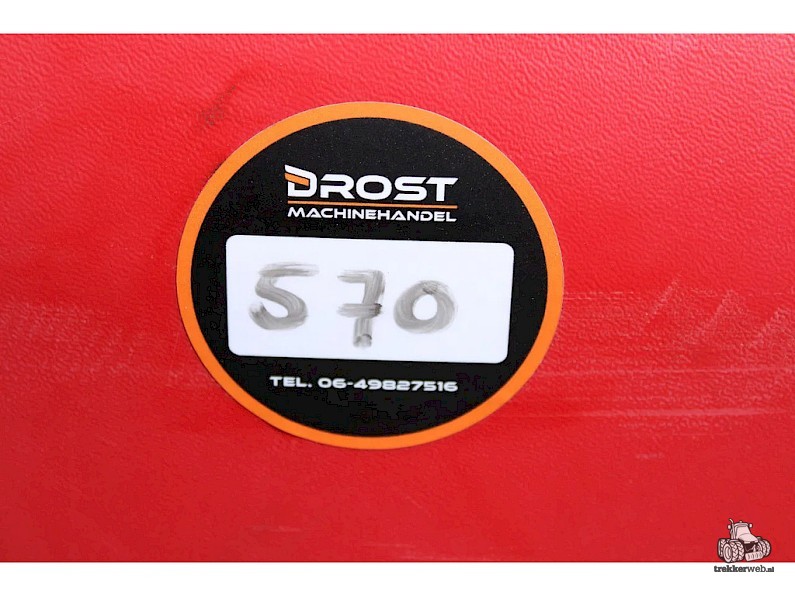 DROST
MACHINEHANDEL
570
TEL. 06-49827516
trekkerweb.nl